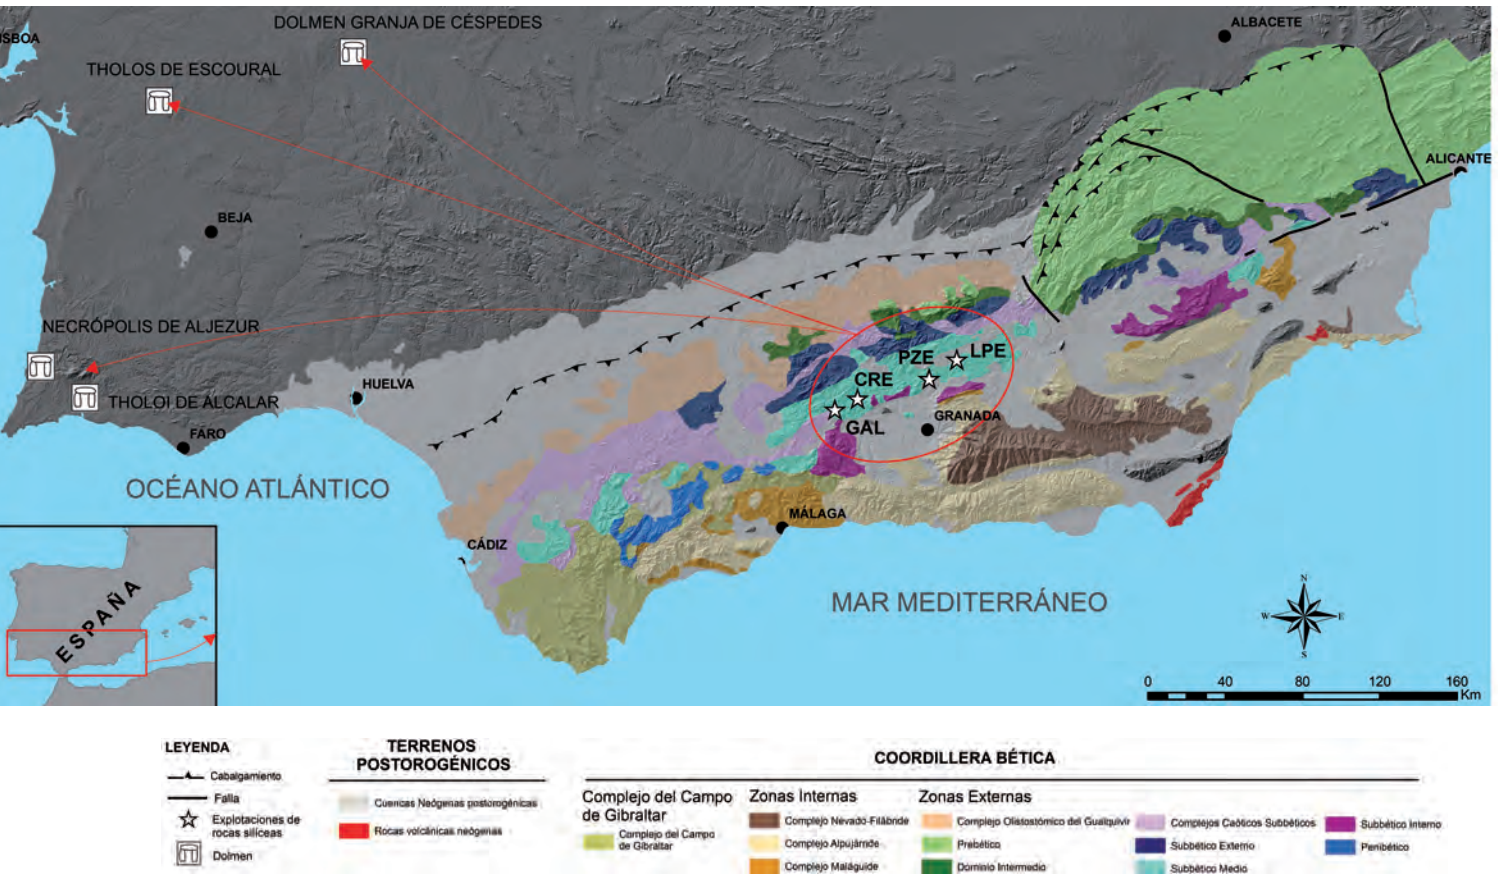 DOLMEN GRANJA DE CÉSPEDES
ALBACETE
ISBOA
THOLOS DE ESCOURAL
ALICANTE
BEJA
NECRÓPOLIS DE ALJEZUR
LPE
PZE
CRE
HUELVA
THOLOI DE ALCALAR
GRANADA
GAL
FARO
OCÉANO ATLÁNTICO
MÁLAGA
CÁDIZ
MAR MEDITERRÁNEO
ESPAÑA
N
W
E
S
0 40 80 120 160
Km
LEYENDA
Cabalgamiento
Falla
Explotaciones de
rocas silíceas
Dolmen
TERRENOS
POSTOROGÉNICOS
Cuencas Neógenas postorogénicas
Rocas volcánicas neógenas
COORDILLERA BÉTICA
Complejo del Campo
de Gibraltar
Complejo del Campo
de Gibraltar
Zonas Internas
Complejo Nevado-Filábride
Complejo Alpujárride
Complejo Maláguide
Zonas Externas
Complejo Olistostómico del Gualquivir
Prebético
Dominio Intermedio
Complejos Caóticos Subbéticos
Subbético Externo
Subbético Medio
Subbético Interno
Penibético